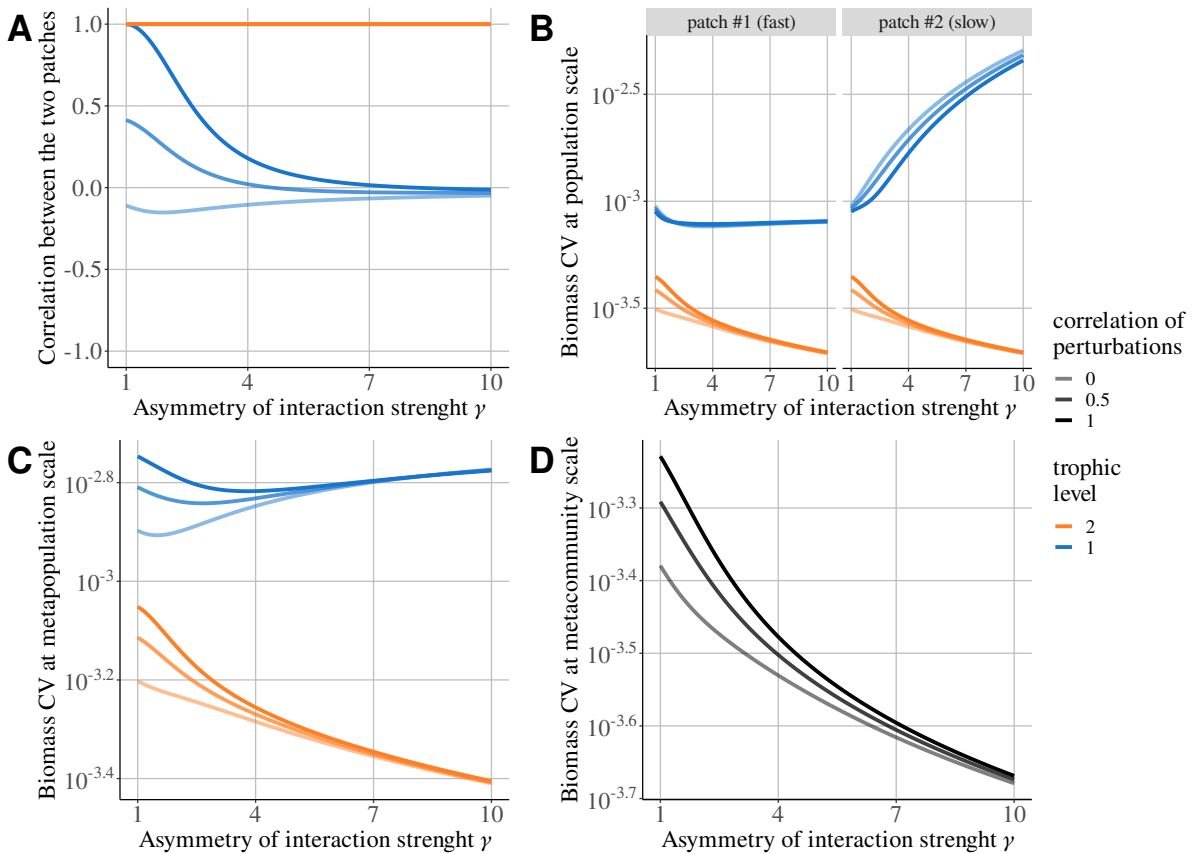 A
Correlation between the two patches
1.0
0.5
0.0
-0.5
-1.0
1 4 7 10
Asymmetry of interaction strenght γ
B
patch #1 (fast) patch #2 (slow)
Biomass CV at population scale
10^-2.5
10^-3
10^-3.5
1 4 7 10 1 4 7 10
Asymmetry of interaction strenght γ
correlation of
perturbations
0
0.5
1
trophic
level
2
1
C
Biomass CV at metapopulation scale
10^-2.8
10^-3
10^-3.2
10^-3.4
1 4 7 10
Asymmetry of interaction strenght γ
D
Biomass CV at metacommunity scale
10^-3.3
10^-3.4
10^-3.5
10^-3.6
10^-3.7
1 4 7 10
Asymmetry of interaction strenght γ